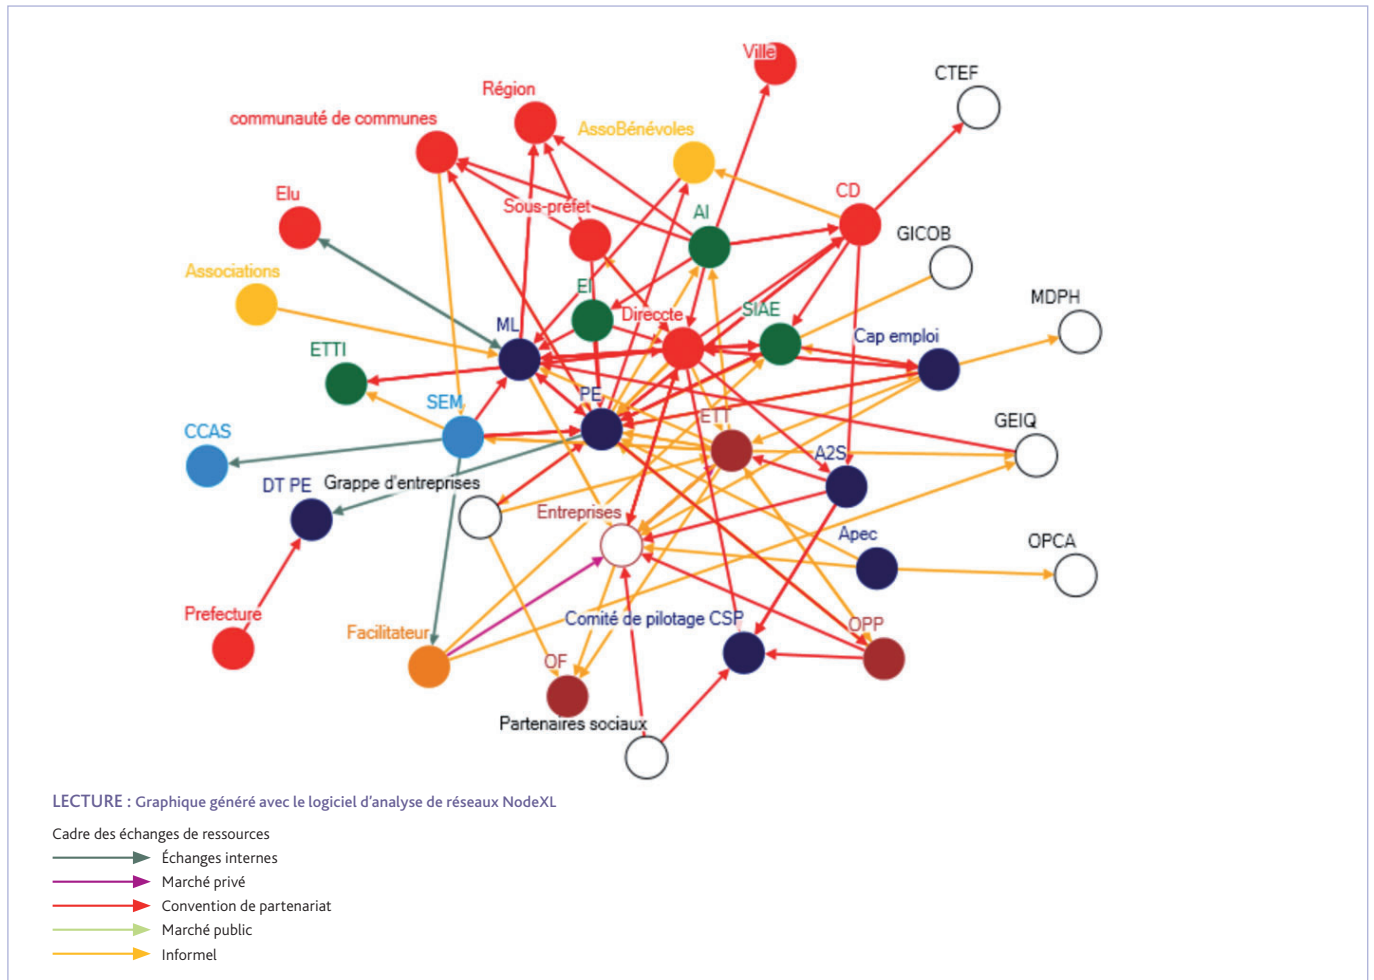 Ville
CTEF
Région
communauté de communes
AssoBénévoles
Elu
Sous-préfet
AI
CD
GICOB
Associations
EI
Direccte
SIAE
MDPH
ML
Cap emploi
ETTI
SEM
PE
ETT
GEIQ
CCAS
A2S
DT PE
Grappe d'entreprises
Entreprises
Apec
OPCA
Prefecture
Facilitateur
Comité de pilotage CSP
OPP
OF
Partenaires sociaux
LECTURE : Graphique généré avec le logiciel d'analyse de réseaux NodeXL
Cadre des échanges de ressources
Échanges internes
Marché privé
Convention de partenariat
Marché public
Informel